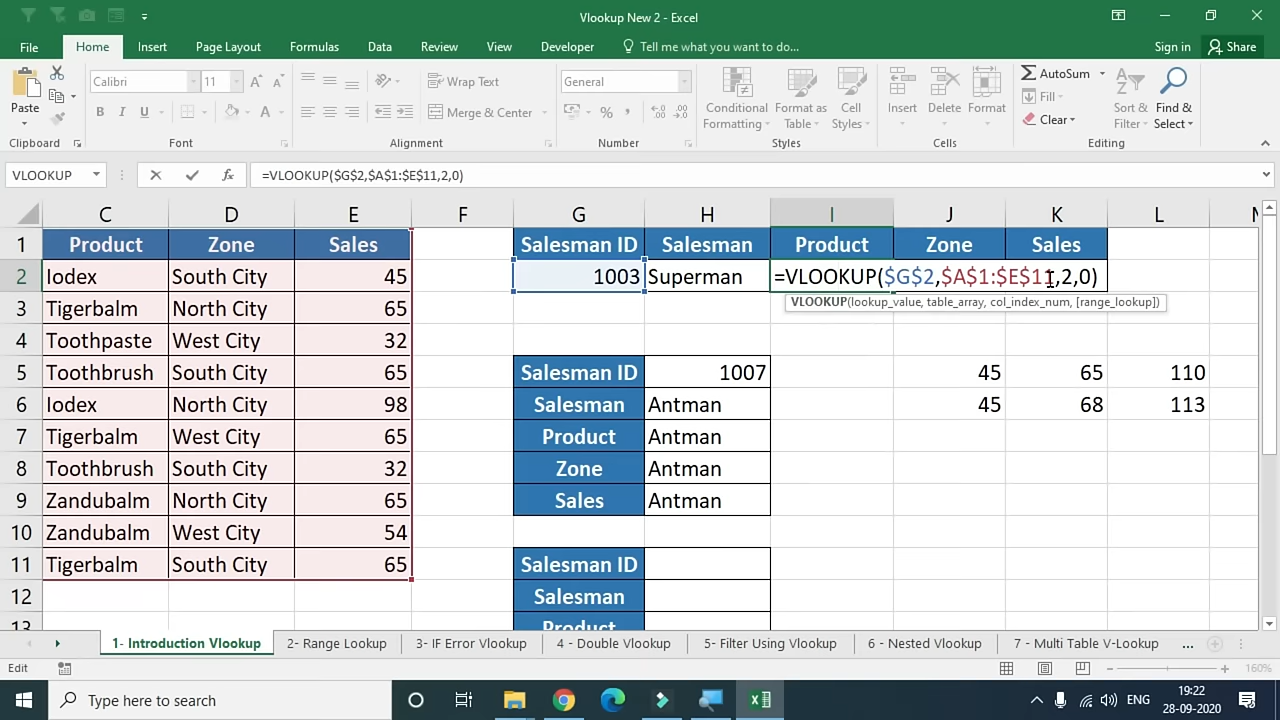 Vlookup New 2 - Excel
File Home Insert Page Layout Formulas Data Review View Developer Tell me what you want to do... Sign in Share
Paste
Calibri 11
B I U
Wrap Text
Merge & Center
General
% ,
Conditional Formatting
Format as Table
Cell Styles
Insert Delete Format
AutoSum
Fill
Clear
Sort & Filter
Find & Select
Clipboard Font Alignment Number Styles Cells Editing
VLOOKUP fx =VLOOKUP($G$2,$A$1:$E$11,2,0)
C D E F G H I J K L M
1 Product Zone Sales Salesman ID Salesman Product Zone Sales
2 Iodex South City 45 1003 Superman =VLOOKUP($G$2,$A$1:$E$11,2,0)
VLOOKUP(lookup_value, table_array, col_index_num, [range_lookup])
3 Tigerbalm North City 65
4 Toothpaste West City 32
5 Toothbrush South City 65 Salesman ID 1007 45 65 110
6 Iodex North City 98 Salesman Antman 45 68 113
7 Tigerbalm West City 65 Product Antman
8 Toothbrush South City 32 Zone Antman
9 Zandubalm North City 65 Sales Antman
10 Zandubalm West City 54
11 Tigerbalm South City 65 Salesman ID
12 Salesman
13 Product
1- Introduction Vlookup 2- Range Lookup 3- IF Error Vlookup 4 - Double Vlookup 5- Filter Using Vlookup 6 - Nested Vlookup 7 - Multi Table V-Lookup ...
Edit 160%
Type here to search ENG 19:22
28-09-2020